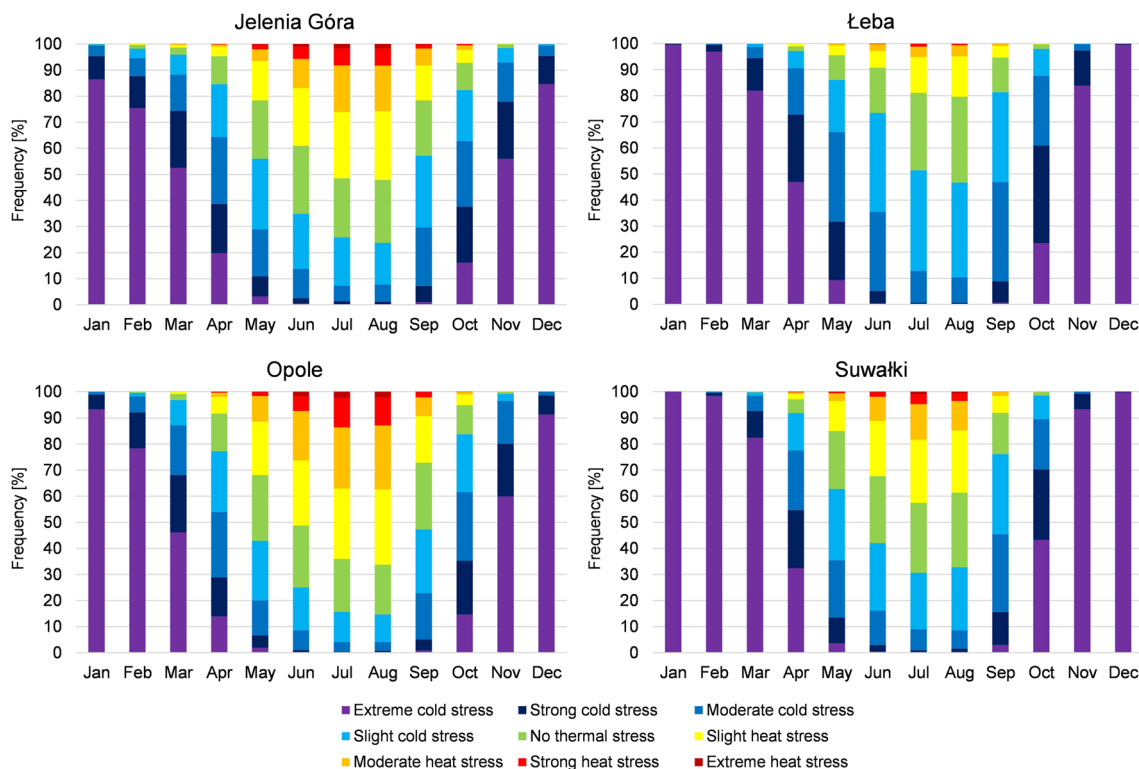 Jelenia Góra
Łeba
Frequency [%]
100
90
80
70
60
50
40
30
20
10
0
Jan Feb Mar Apr May Jun Jul Aug Sep Oct Nov Dec
Frequency [%]
100
90
80
70
60
50
40
30
20
10
0
Jan Feb Mar Apr May Jun Jul Aug Sep Oct Nov Dec
Opole
Suwałki
Frequency [%]
100
90
80
70
60
50
40
30
20
10
0
Jan Feb Mar Apr May Jun Jul Aug Sep Oct Nov Dec
Frequency [%]
100
90
80
70
60
50
40
30
20
10
0
Jan Feb Mar Apr May Jun Jul Aug Sep Oct Nov Dec
Extreme cold stress Strong cold stress Moderate cold stress
Slight cold stress No thermal stress Slight heat stress
Moderate heat stress Strong heat stress Extreme heat stress